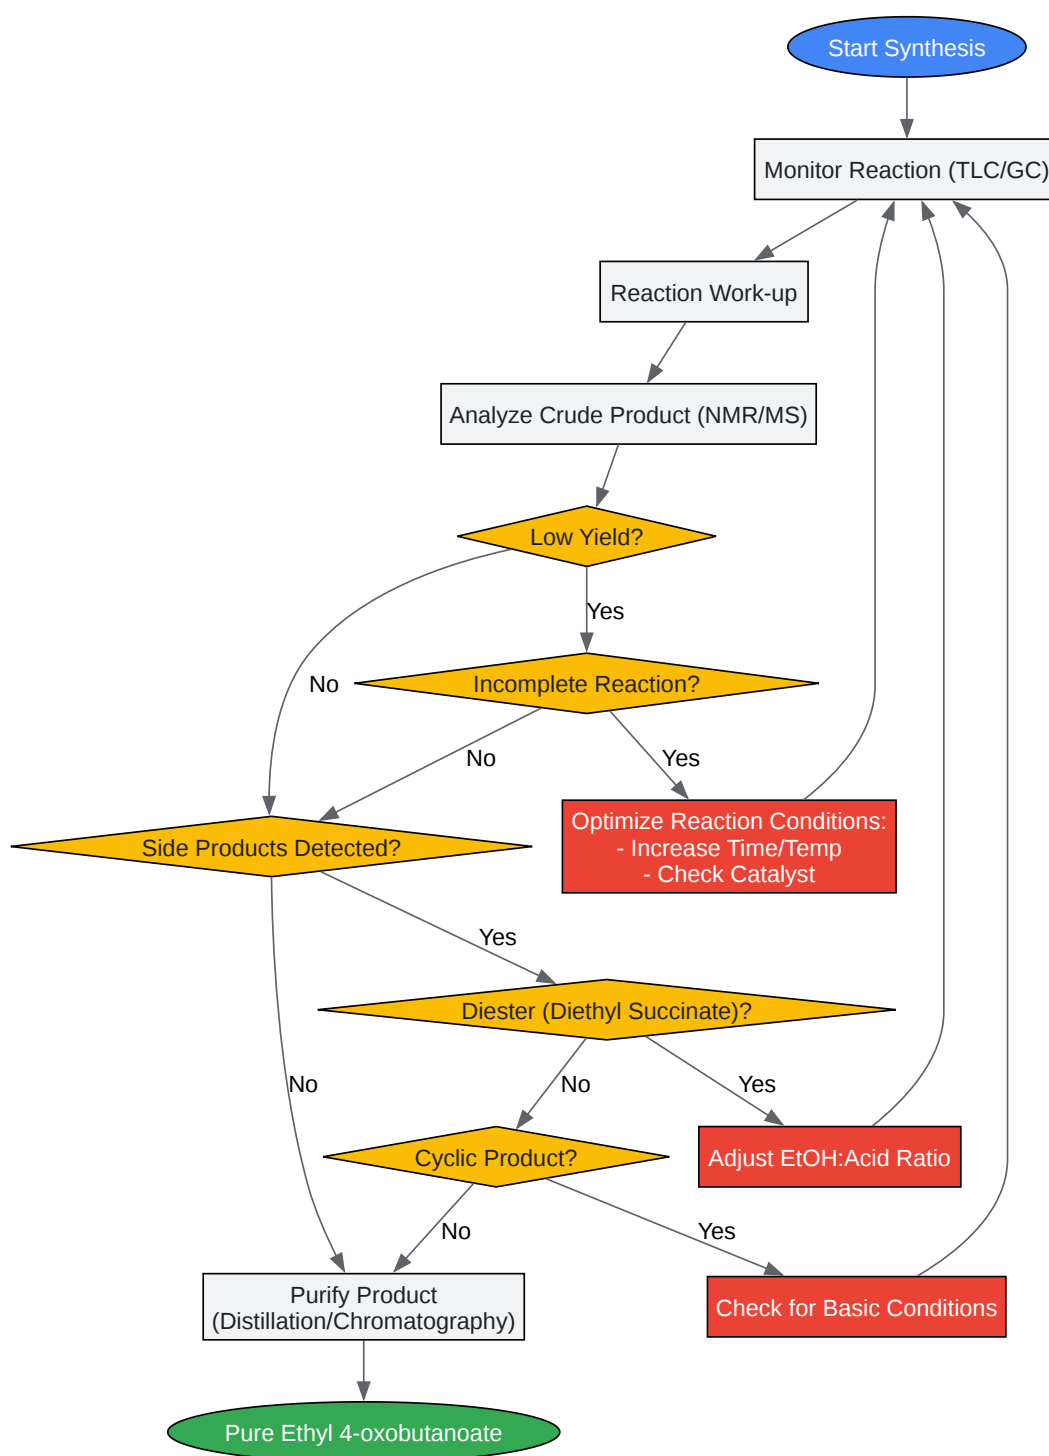 Start Synthesis
Monitor Reaction (TLC/GC)
Reaction Work-up
Analyze Crude Product (NMR/MS)
Low Yield?
Yes
No
Incomplete Reaction?
No
Yes
Optimize Reaction Conditions:
- Increase Time/Temp
- Check Catalyst
Side Products Detected?
Yes
Diester (Diethyl Succinate)?
No
No
Yes
Cyclic Product?
Adjust EtOH:Acid Ratio
No
Yes
Purify Product
(Distillation/Chromatography)
Check for Basic Conditions
Pure Ethyl 4-oxobutanoate